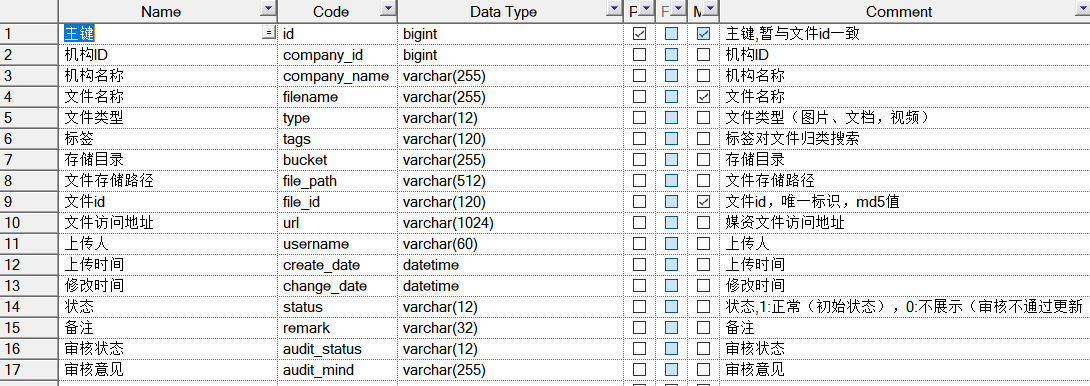 Name Code Data Type P F M Comment
1 主键 = id bigint 主键,暂与文件id一致
2 机构ID company_id bigint 机构ID
3 机构名称 company_name varchar(255) 机构名称
4 文件名称 filename varchar(255) 文件名称
5 文件类型 type varchar(12) 文件类型（图片、文档，视频）
6 标签 tags varchar(120) 标签对文件归类搜索
7 存储目录 bucket varchar(255) 存储目录
8 文件存储路径 file_path varchar(512) 文件存储路径
9 文件id file_id varchar(120) 文件id，唯一标识，md5值
10 文件访问地址 url varchar(1024) 媒资文件访问地址
11 上传人 username varchar(60) 上传人
12 上传时间 create_date datetime 上传时间
13 修改时间 change_date datetime 修改时间
14 状态 status varchar(12) 状态,1:正常（初始状态），0:不展示（审核不通过更新
15 备注 remark varchar(32) 备注
16 审核状态 audit_status varchar(12) 审核状态
17 审核意见 audit_mind varchar(255) 审核意见